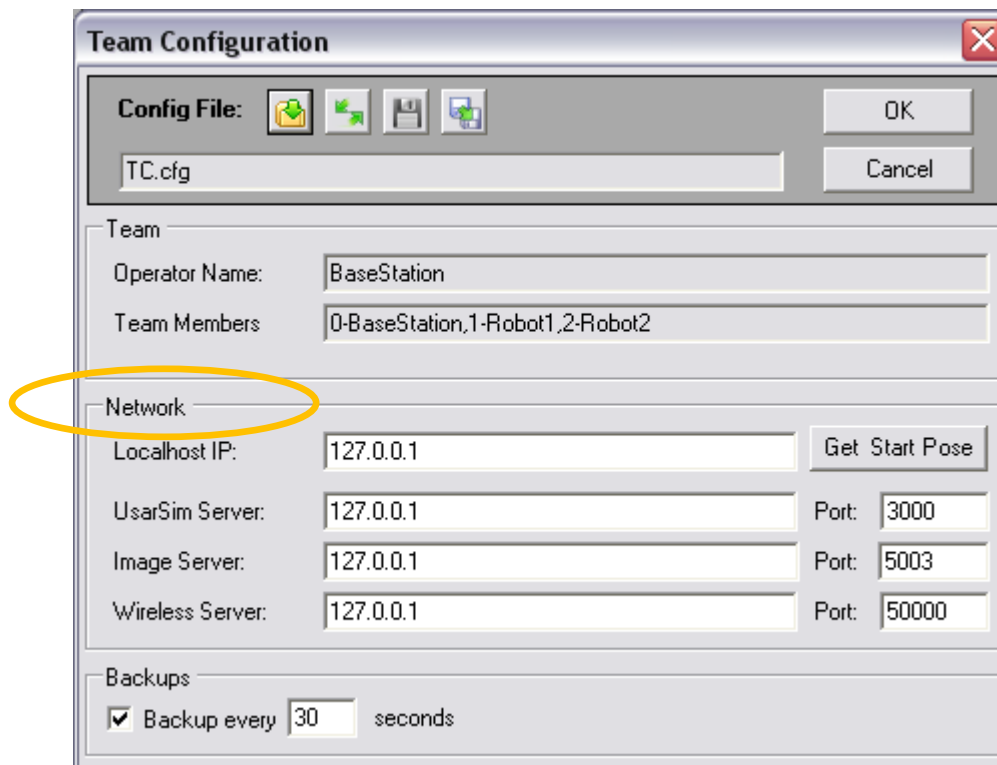 Team Configuration
Config File:
OK
TC.cfg
Cancel
Team
Operator Name: BaseStation
Team Members 0-BaseStation,1-Robot1,2-Robot2
Network
Localhost IP: 127.0.0.1 Get Start Pose
UsarSim Server: 127.0.0.1 Port: 3000
Image Server: 127.0.0.1 Port: 5003
Wireless Server: 127.0.0.1 Port: 50000
Backups
Backup every 30 seconds